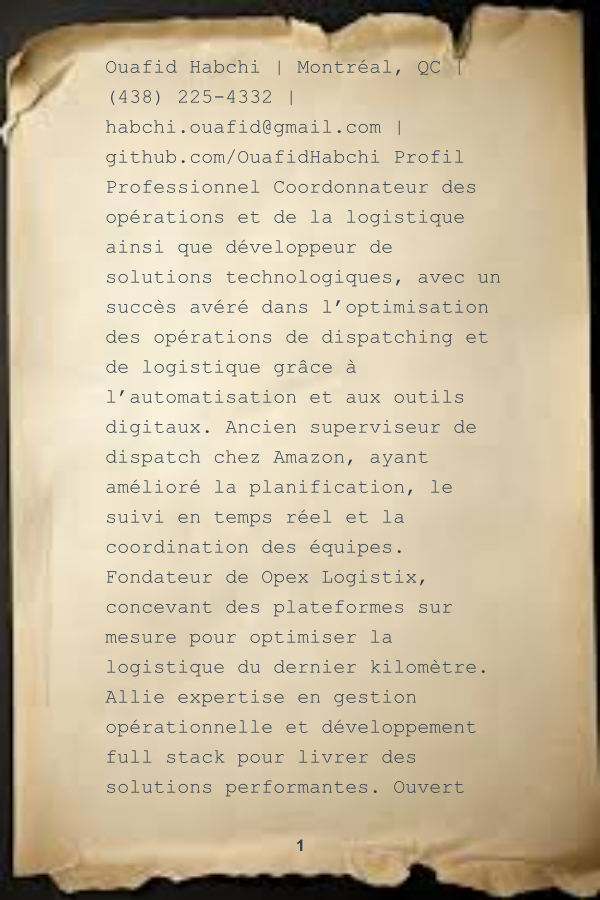 Ouafid Habchi | Montréal, QC |
(438) 225-4332 |
habchi.ouafid@gmail.com |
github.com/OuafidHabchi Profil
Professionnel Coordonnateur des
opérations et de la logistique
ainsi que développeur de
solutions technologiques, avec un
succès avéré dans l’optimisation
des opérations de dispatching et
de logistique grâce à
l’automatisation et aux outils
digitaux. Ancien superviseur de
dispatch chez Amazon, ayant
amélioré la planification, le
suivi en temps réel et la
coordination des équipes.
Fondateur de Opex Logistix,
concevant des plateformes sur
mesure pour optimiser la
logistique du dernier kilomètre.
Allie expertise en gestion
opérationnelle et développement
full stack pour livrer des
solutions performantes. Ouvert
1